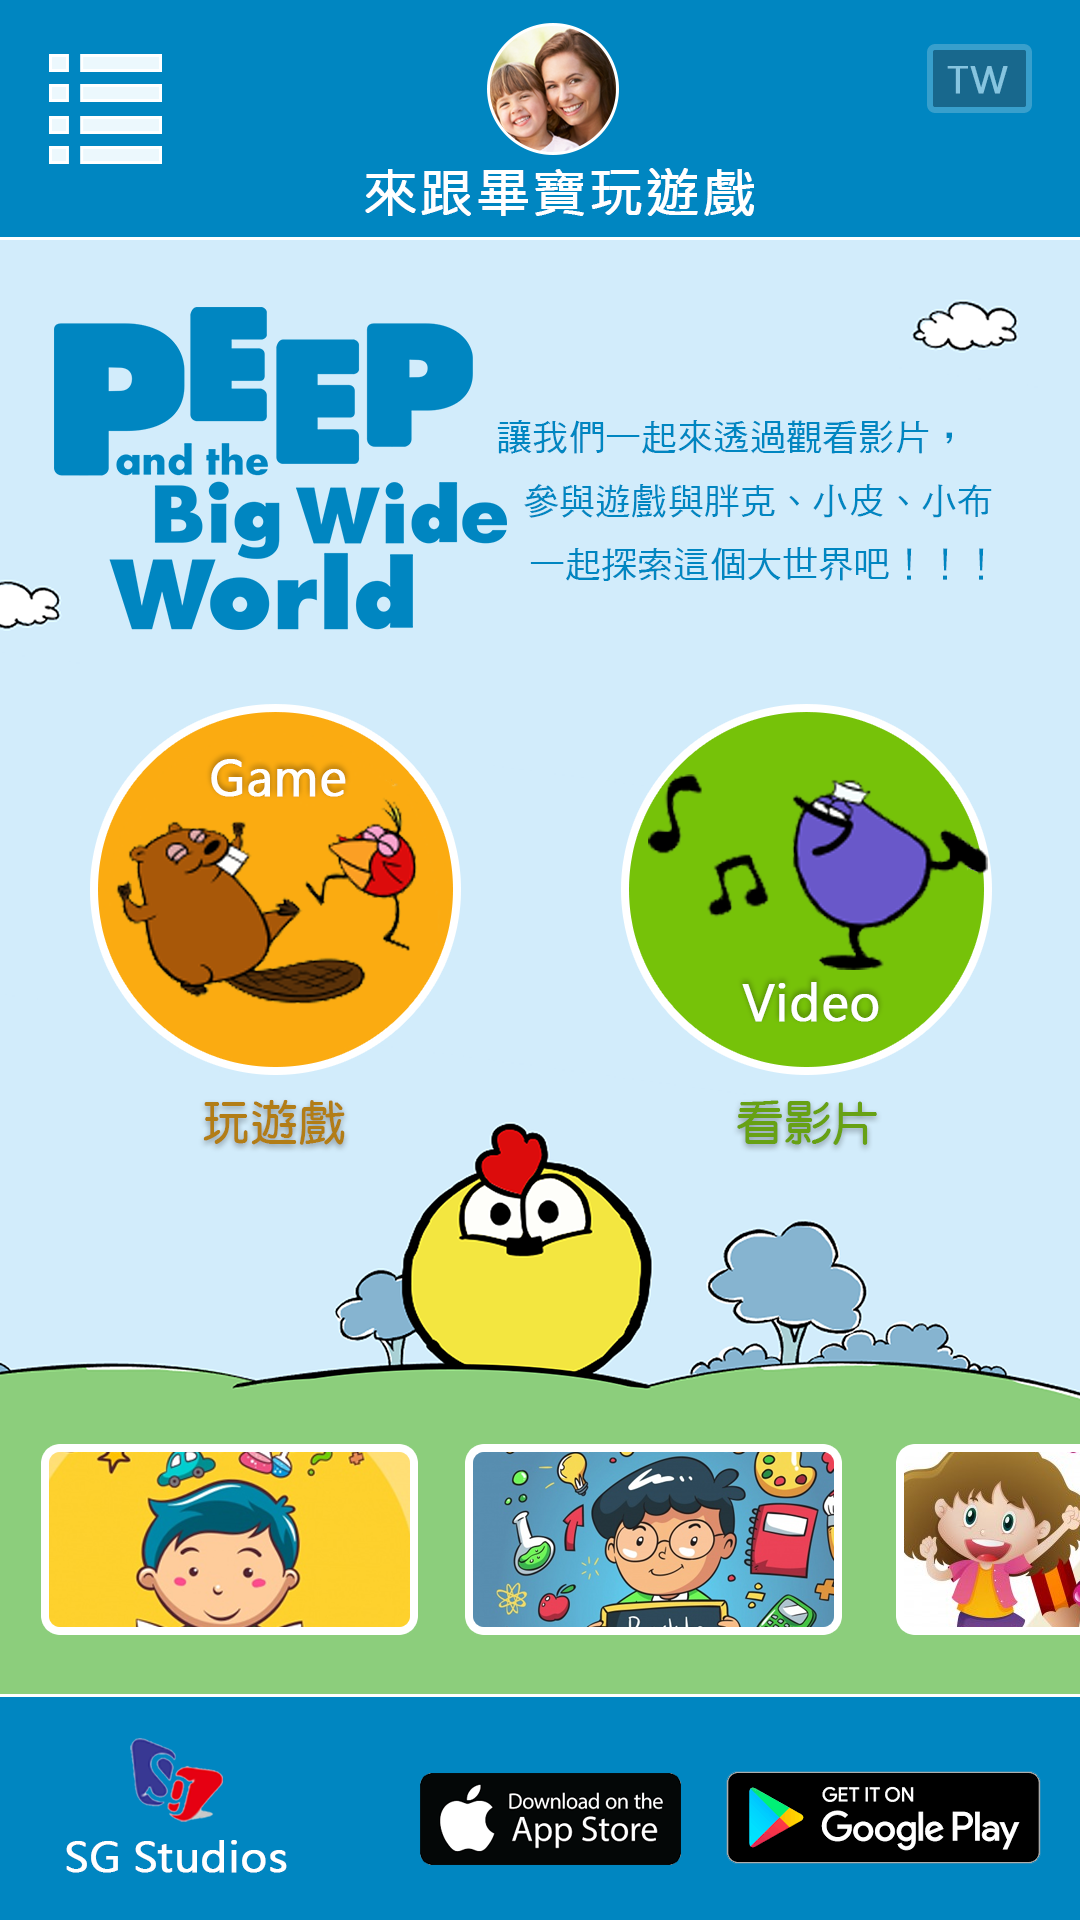 TW
來跟畢寶玩遊戲
PEEP
and the
Big Wide
World
讓我們一起來透過觀看影片，
參與遊戲與胖克、小皮、小布
一起探索這個大世界吧！！！
Game
Video
玩遊戲
看影片
Sg
SG Studios
Download on the
App Store
GET IT ON
Google Play